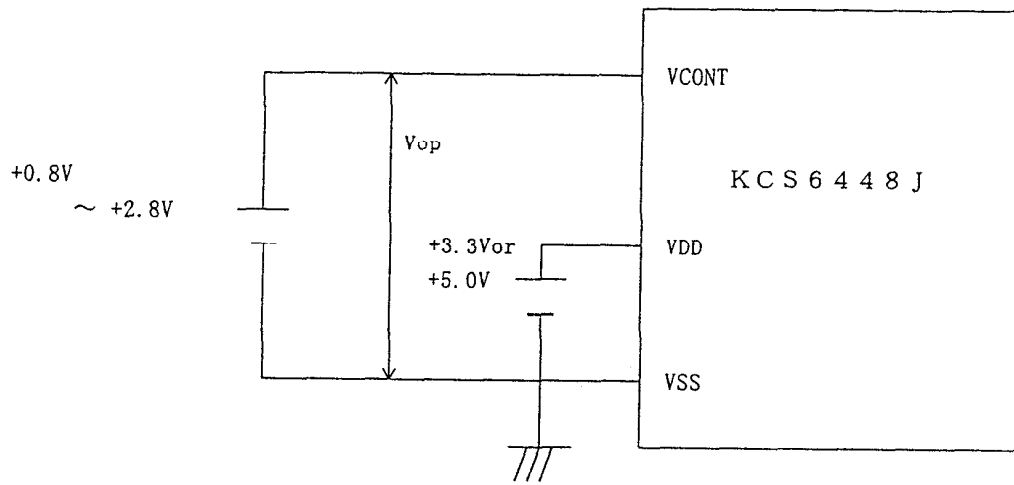 VCONT
Vop
+0.8V
～ +2.8V
KCS6448J
+3.3Vor
+5.0V
VDD
VSS